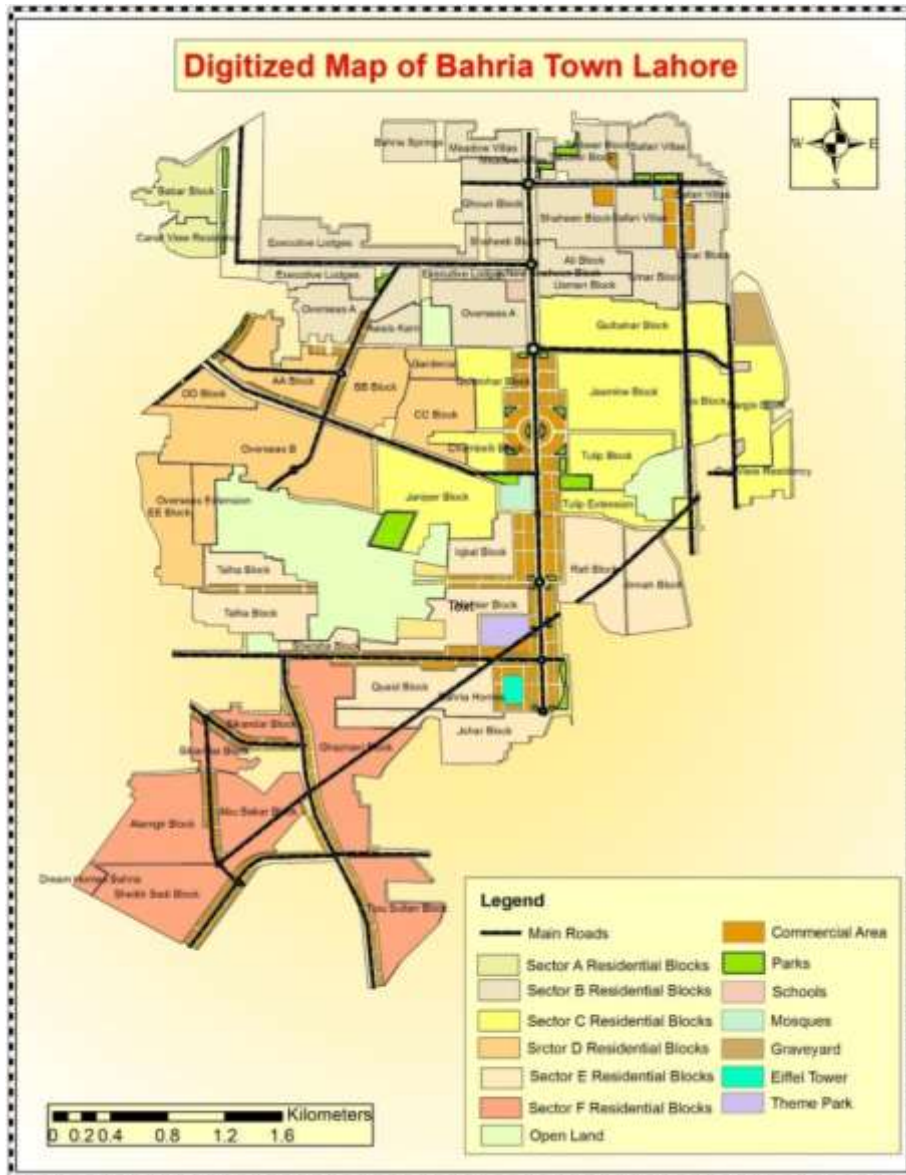 Digitized Map of Bahria Town Lahore
N
W E
S
Bahria Springs
Meadow Villas
Safari Villas
Babar Block
Ghouri Block
Safari Villas
Shaheen Block
Safari Villas
Executive Lodges
Ali Block
Executive Lodges
Executive Lodges
Usman Block
Umar Block
Overseas A
Overseas A
Gulbahar Block
Gardenia
AA Block
BB Block
Jasmine Block
DD Block
CC Block
Overseas B
Tulip Block
Overseas Extension
EE Block
Janiper Block
Tulip Extension
Iqbal Block
Talha Block
Rafi Block
Jinnah Block
Talha Block
Text
Block
Quaid Block
Bahria Homes
Johar Block
Sikandar Block
Block
Alamgir Block
Abu Bakar Block
Dream Homes Bahria
Sheikh Sadi Block
Tipu Sultan Block
Legend
Main Roads
Sector A Residential Blocks
Sector B Residential Blocks
Sector C Residential Blocks
Srctor D Residential Blocks
Sector E Residential Blocks
Sector F Residential Blocks
Open Land
Commercial Area
Parks
Schools
Mosques
Graveyard
Eiffel Tower
Theme Park
Kilometers
0 0.2 0.4 0.8 1.2 1.6